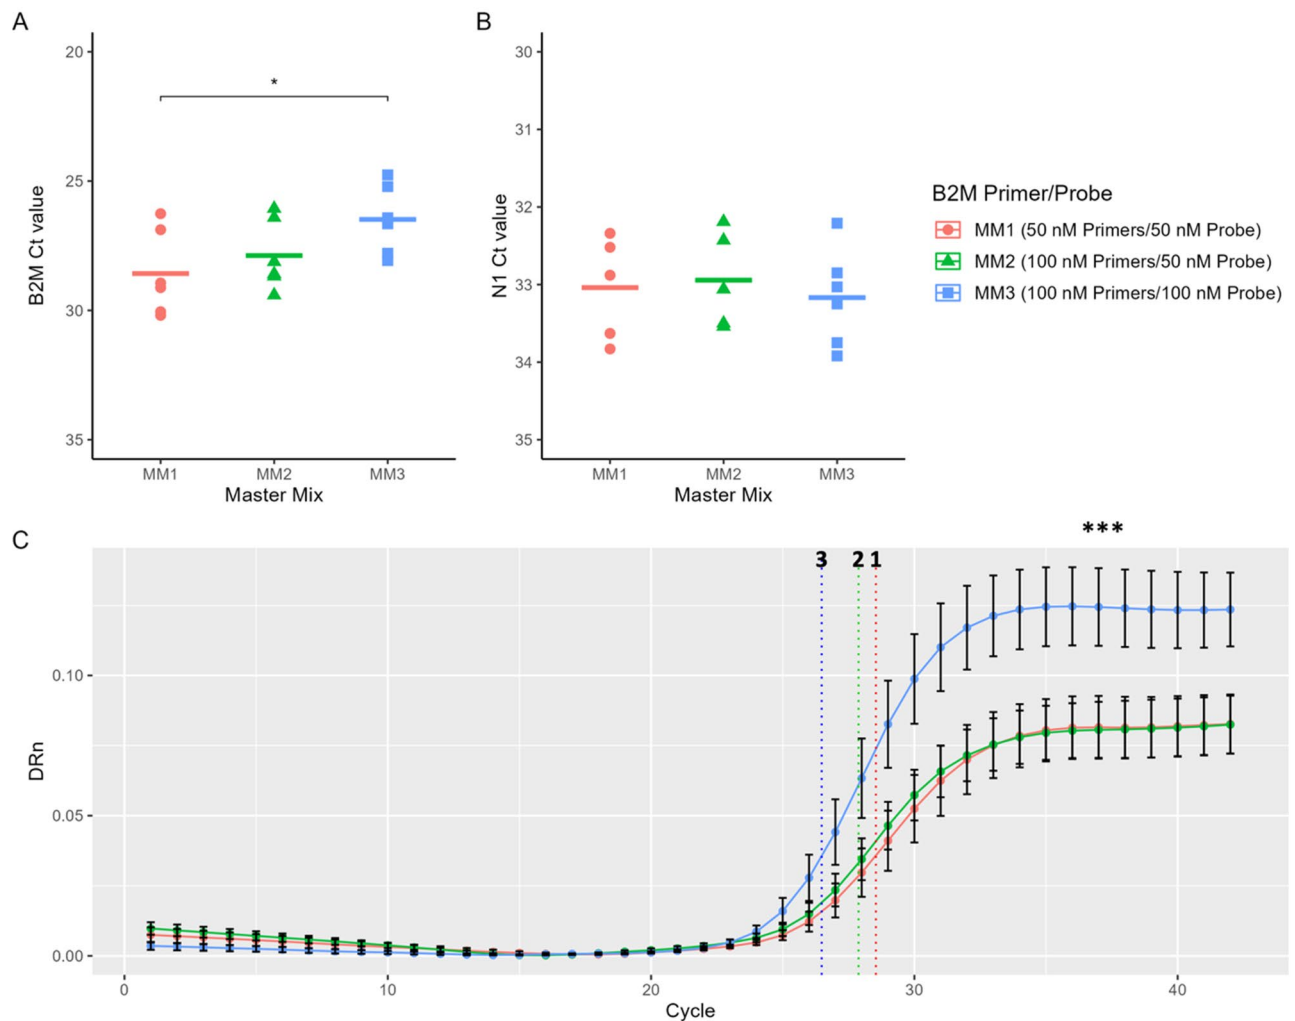 A
B2M Ct value
20
25
30
35
*
MM1 MM2 MM3
Master Mix
B
N1 Ct value
30
31
32
33
34
35
MM1 MM2 MM3
Master Mix
B2M Primer/Probe
MM1 (50 nM Primers/50 nM Probe)
MM2 (100 nM Primers/50 nM Probe)
MM3 (100 nM Primers/100 nM Probe)
C
***
3 2 1
DRn
0.10
0.05
0.00
0 10 20 30 40
Cycle